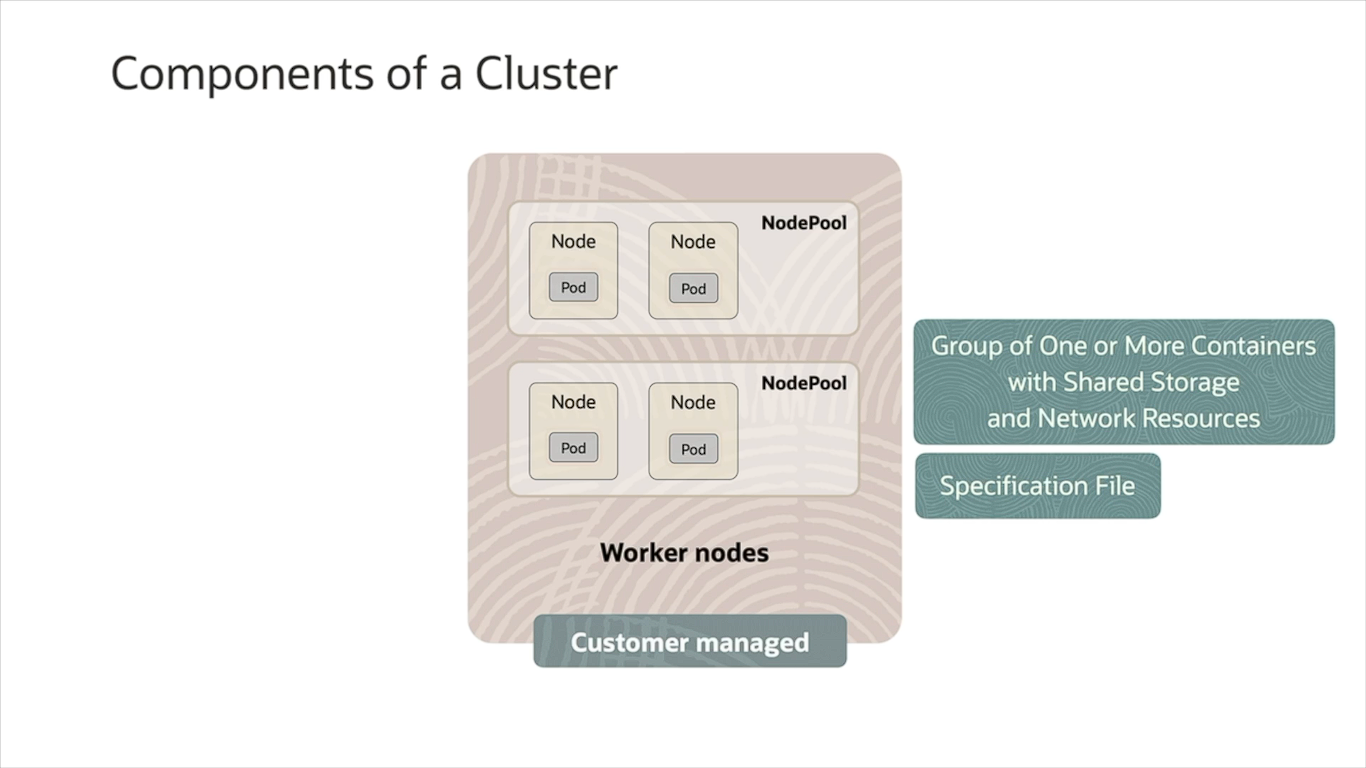 Components of a Cluster
NodePool
Node
Node
Pod
Pod
NodePool
Node
Node
Pod
Pod
Worker nodes
Customer managed
Group of One or More Containers
with Shared Storage
and Network Resources
Specification File